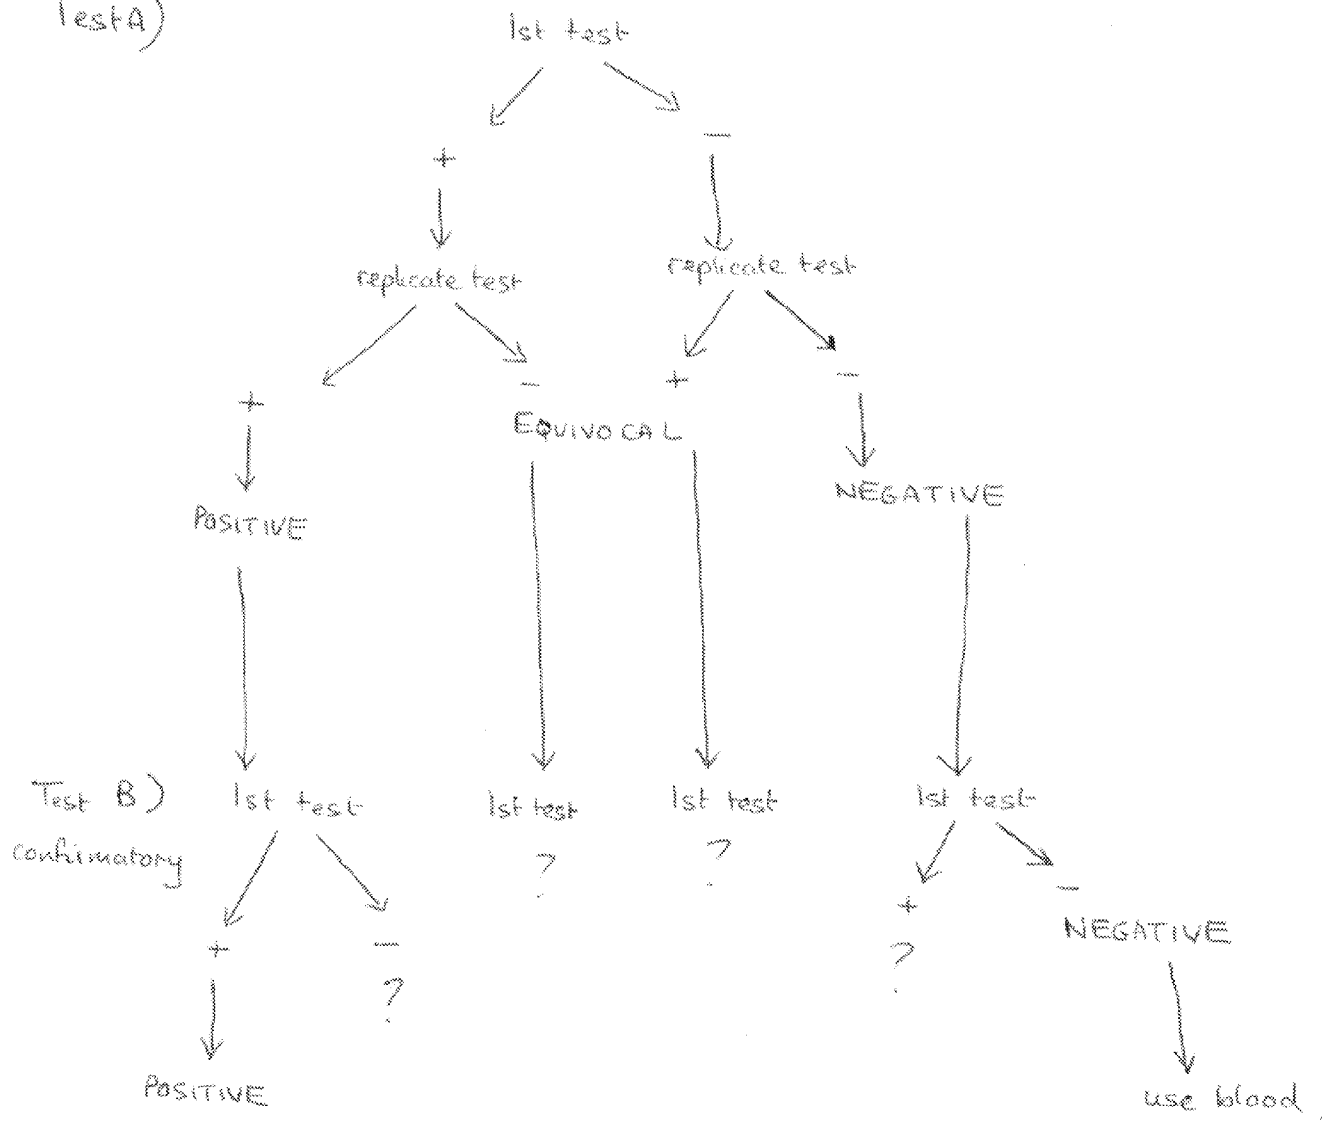 Test A)
1st test
+
−
replicate test
replicate test
+
−
+
−
EQUIVOCAL
NEGATIVE
POSITIVE
Test B)
1st test
1st test
1st test
1st test
confirmatory
?
?
+
−
+
−
?
?
NEGATIVE
POSITIVE
use blood